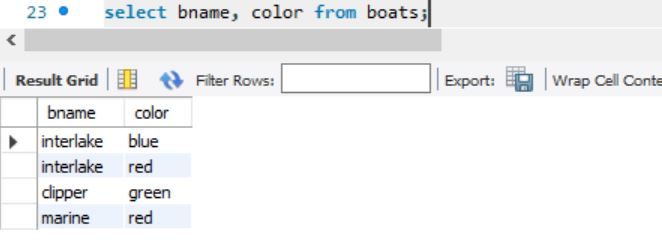 23 select bname, color from boats;
Result Grid Filter Rows: Export: Wrap Cell Conte
bname color
interlake blue
interlake red
clipper green
marine red